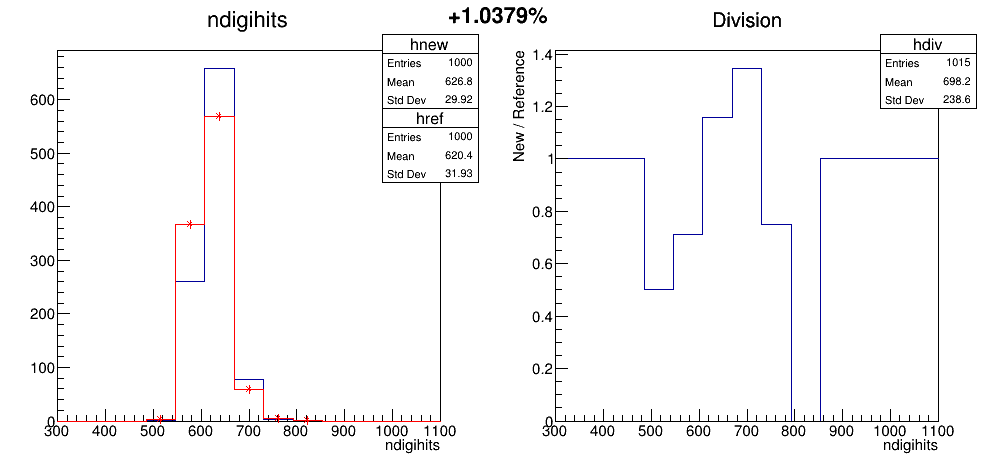 +1.0379%
ndigihits
hnew
Entries 1000
Mean 626.8
Std Dev 29.92
href
Entries 1000
Mean 620.4
Std Dev 31.93
600
500
400
300
200
100
0
300 400 500 600 700 800 900 1000 1100
ndigihits
Division
hdiv
Entries 1015
Mean 698.2
Std Dev 238.6
New / Reference
1.4
1.2
1
0.8
0.6
0.4
0.2
0
300 400 500 600 700 800 900 1000 1100
ndigihits